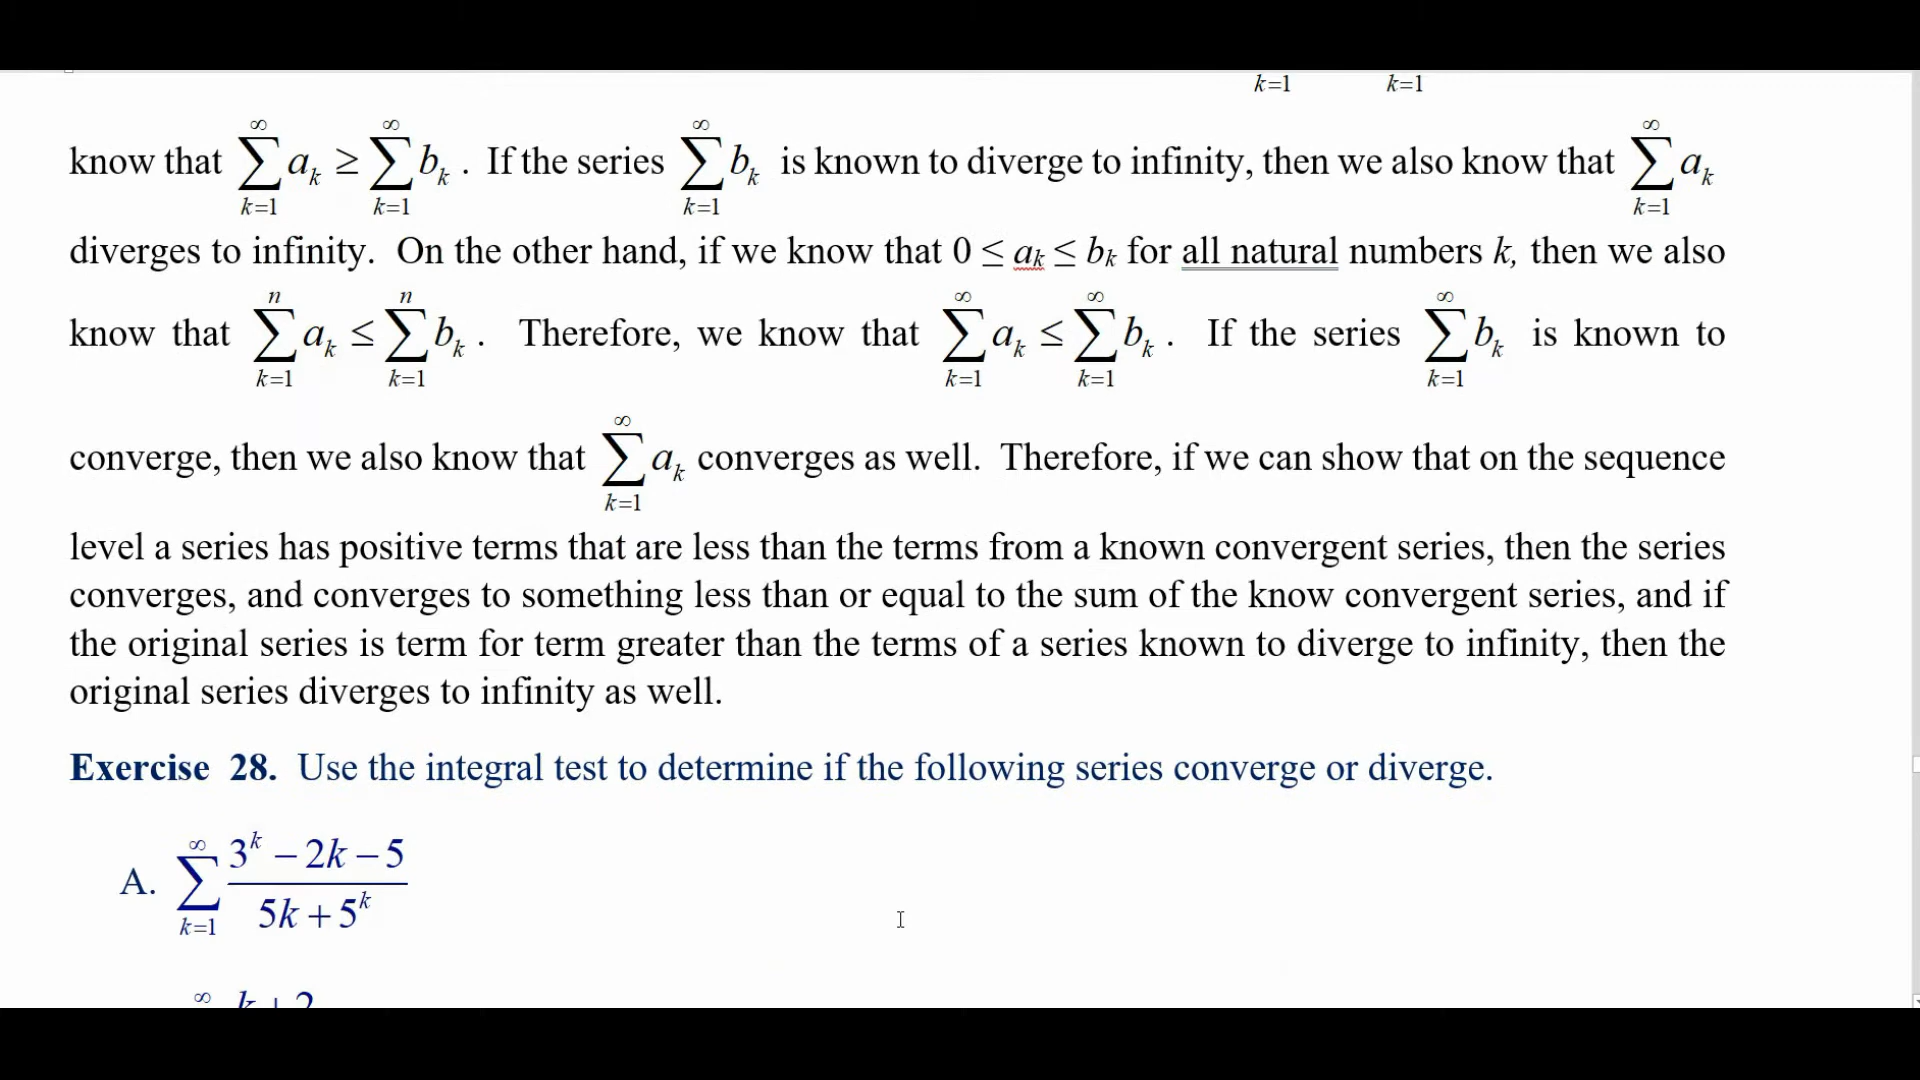 k=1 k=1
know that ∑_{k=1}^{∞} a_k ≥ ∑_{k=1}^{∞} b_k . If the series ∑_{k=1}^{∞} b_k is known to diverge to infinity, then we also know that ∑_{k=1}^{∞} a_k
diverges to infinity. On the other hand, if we know that 0 ≤ a_k ≤ b_k for all natural numbers k, then we also
know that ∑_{k=1}^{n} a_k ≤ ∑_{k=1}^{n} b_k . Therefore, we know that ∑_{k=1}^{∞} a_k ≤ ∑_{k=1}^{∞} b_k . If the series ∑_{k=1}^{∞} b_k is known to
converge, then we also know that ∑_{k=1}^{∞} a_k converges as well. Therefore, if we can show that on the sequence
level a series has positive terms that are less than the terms from a known convergent series, then the series
converges, and converges to something less than or equal to the sum of the know convergent series, and if
the original series is term for term greater than the terms of a series known to diverge to infinity, then the
original series diverges to infinity as well.
Exercise 28. Use the integral test to determine if the following series converge or diverge.
A. ∑_{k=1}^{∞} (3^k − 2k − 5)/(5k + 5^k)
∞ k + 2